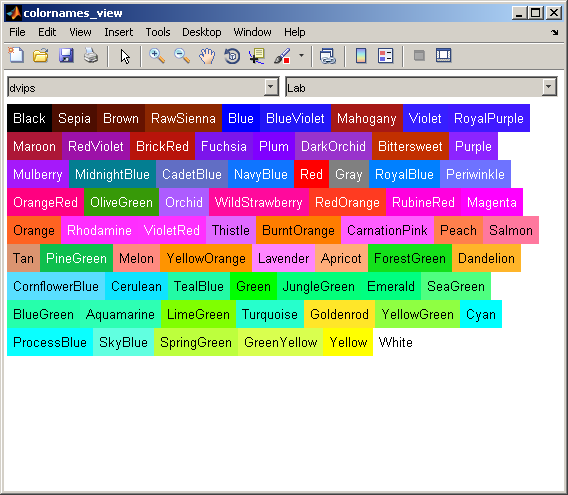 colornames_view
File Edit View Insert Tools Desktop Window Help
dvips Lab
Black Sepia Brown RawSienna Blue BlueViolet Mahogany Violet RoyalPurple
Maroon RedViolet BrickRed Fuchsia Plum DarkOrchid Bittersweet Purple
Mulberry MidnightBlue CadetBlue NavyBlue Red Gray RoyalBlue Periwinkle
OrangeRed OliveGreen Orchid WildStrawberry RedOrange RubineRed Magenta
Orange Rhodamine VioletRed Thistle BurntOrange CarnationPink Peach Salmon
Tan PineGreen Melon YellowOrange Lavender Apricot ForestGreen Dandelion
CornflowerBlue Cerulean TealBlue Green JungleGreen Emerald SeaGreen
BlueGreen Aquamarine LimeGreen Turquoise Goldenrod YellowGreen Cyan
ProcessBlue SkyBlue SpringGreen GreenYellow Yellow White